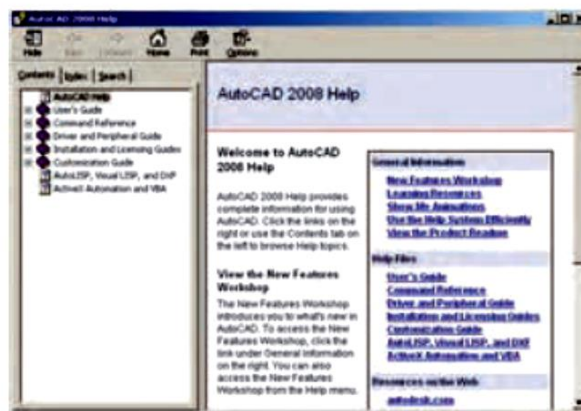 AutoCAD 2008 Help
Hide Back Forward Home Print Options
Contents Index Search
AutoCAD Help
User's Guide
Command Reference
Driver and Peripheral Guide
Installation and Licensing Guides
Customization Guide
AutoLISP, Visual LISP, and DXF
ActiveX Automation and VBA
AutoCAD 2008 Help
Welcome to AutoCAD
2008 Help
AutoCAD 2008 Help provides
complete information for using
AutoCAD. Click the links on the
right or use the Contents tab on
the left to browse Help topics.
View the New Features
Workshop
The New Features Workshop
introduces you to what's new in
AutoCAD. To access the New
Features Workshop, click the
link under General Information
on the right. You can also
access the New Features
Workshop from the Help menu.
General Information
New Features Workshop
Learning Resources
Show Me Animations
Use the Help System Efficiently
View the Product Readme
Help Files
User's Guide
Command Reference
Driver and Peripheral Guide
Installation and Licensing Guides
Customization Guide
AutoLISP, Visual LISP, and DXF
ActiveX Automation and VBA
Resources on the Web
autodesk.com